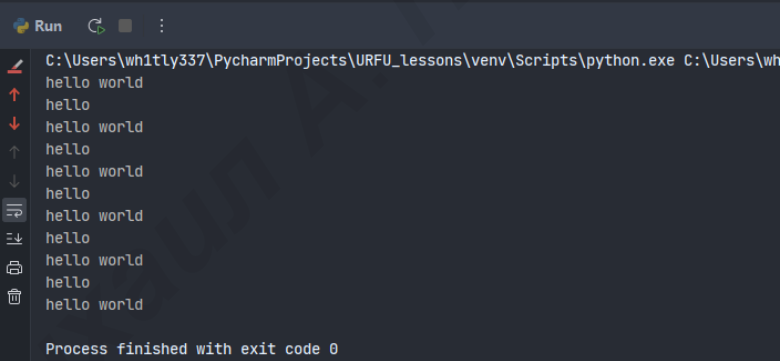 Run
C:\Users\wh1tly337\PycharmProjects\URFU_lessons\venv\Scripts\python.exe C:\Users\wh
hello world
hello
hello world
hello
hello world
hello
hello world
hello
hello world
hello
hello world
Process finished with exit code 0
хаил А.